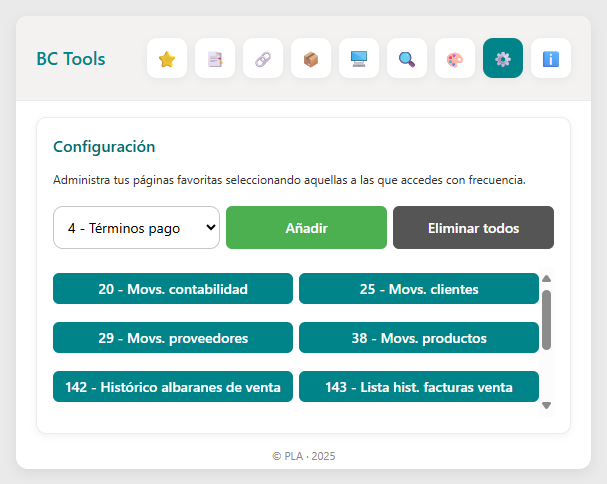 BC Tools
Configuración
Administra tus páginas favoritas seleccionando aquellas a las que accedes con frecuencia.
4 - Términos pago
Añadir
Eliminar todos
20 - Movs. contabilidad
25 - Movs. clientes
29 - Movs. proveedores
38 - Movs. productos
142 - Histórico albaranes de venta
143 - Lista hist. facturas venta
© PLA · 2025